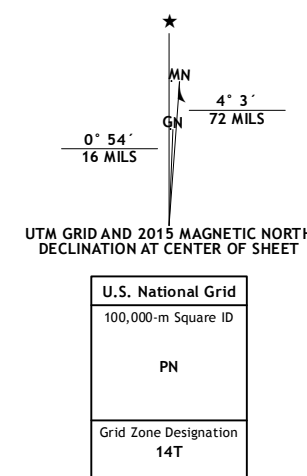 ★
MN
4° 3´
72 MILS
GN
0° 54´
16 MILS
UTM GRID AND 2015 MAGNETIC NORTH
DECLINATION AT CENTER OF SHEET
U.S. National Grid
100,000-m Square ID
PN
Grid Zone Designation
14T